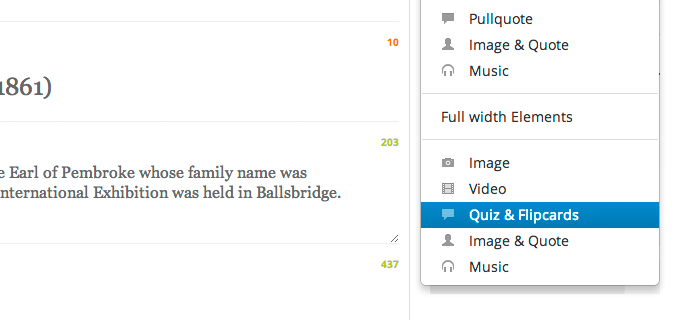 10
1861)
203
e Earl of Pembroke whose family name was
nternational Exhibition was held in Ballsbridge.
437
Pullquote
Image & Quote
Music
Full width Elements
Image
Video
Quiz & Flipcards
Image & Quote
Music